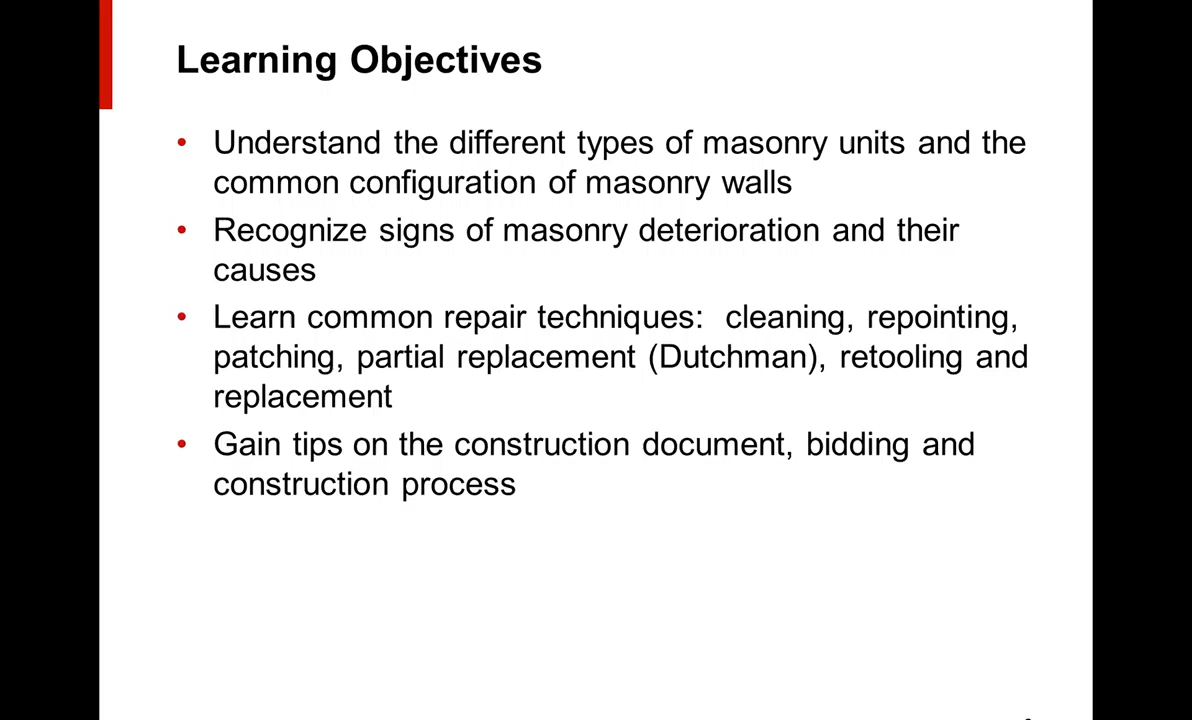 Learning Objectives
• Understand the different types of masonry units and the
common configuration of masonry walls
• Recognize signs of masonry deterioration and their
causes
• Learn common repair techniques:  cleaning, repointing,
patching, partial replacement (Dutchman), retooling and
replacement
• Gain tips on the construction document, bidding and
construction process